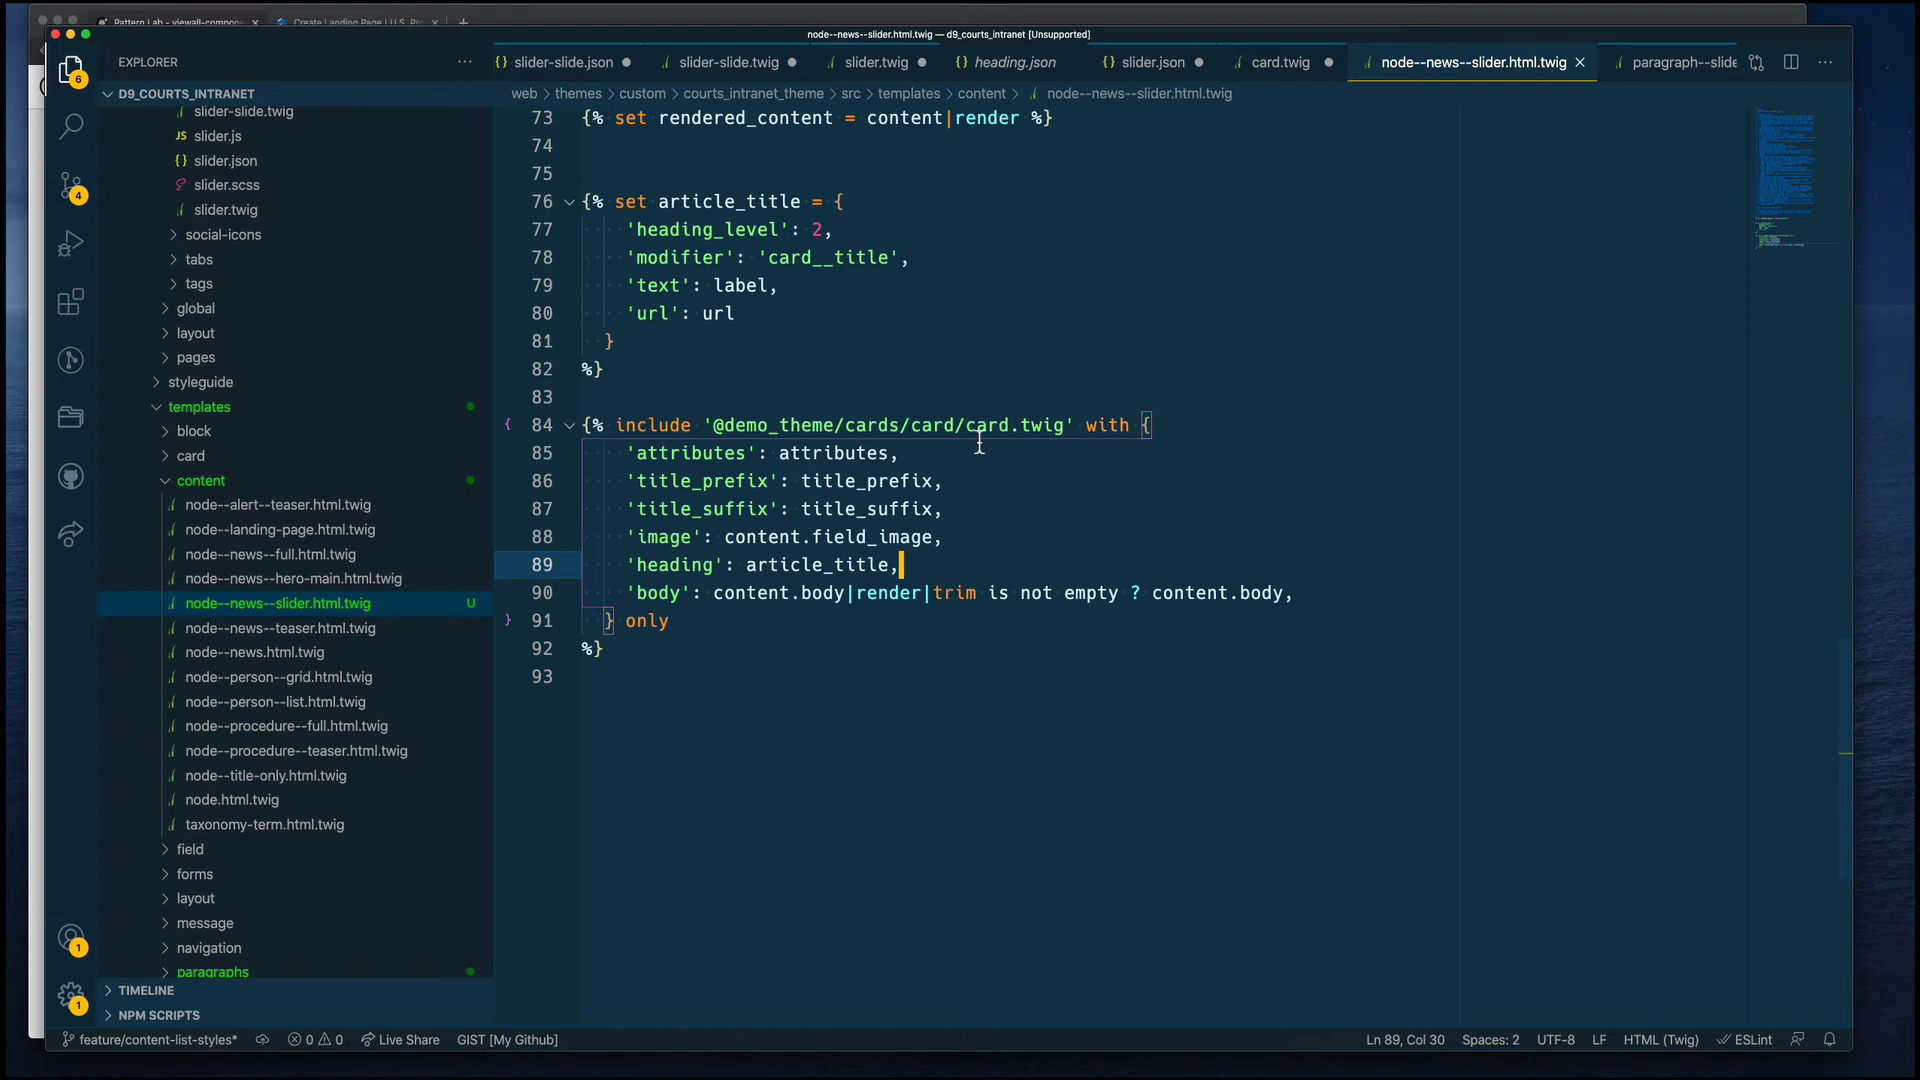 Pattern Lab - viewall-compon
Create Landing Page | U.S. Pro
node--news--slider.html.twig — d9_courts_intranet [Unsupported]
6
EXPLORER
slider-slide.json
slider-slide.twig
slider.twig
heading.json
slider.json
card.twig
node--news--slider.html.twig
paragraph--slide
D9_COURTS_INTRANET
web > themes > custom > courts_intranet_theme > src > templates > content > node--news--slider.html.twig
slider-slide.twig
JS slider.js
{} slider.json
slider.scss
slider.twig
social-icons
tabs
tags
global
layout
pages
styleguide
templates
block
card
content
node--alert--teaser.html.twig
node--landing-page.html.twig
node--news--full.html.twig
node--news--hero-main.html.twig
node--news--slider.html.twig U
node--news--teaser.html.twig
node--news.html.twig
node--person--grid.html.twig
node--person--list.html.twig
node--procedure--full.html.twig
node--procedure--teaser.html.twig
node--title-only.html.twig
node.html.twig
taxonomy-term.html.twig
field
forms
layout
message
navigation
paragraphs
TIMELINE
NPM SCRIPTS
4
1
1
73 {% set rendered_content = content|render %}
74
75
76 {% set article_title = {
77 'heading_level': 2,
78 'modifier': 'card__title',
79 'text': label,
80 'url': url
81 }
82 %}
83
84 {% include '@demo_theme/cards/card/card.twig' with {
85 'attributes': attributes,
86 'title_prefix': title_prefix,
87 'title_suffix': title_suffix,
88 'image': content.field_image,
89 'heading': article_title,
90 'body': content.body|render|trim is not empty ? content.body,
91 } only
92 %}
93
feature/content-list-styles*
0 0
Live Share
GIST [My Github]
Ln 89, Col 30
Spaces: 2
UTF-8
LF
HTML (Twig)
ESLint